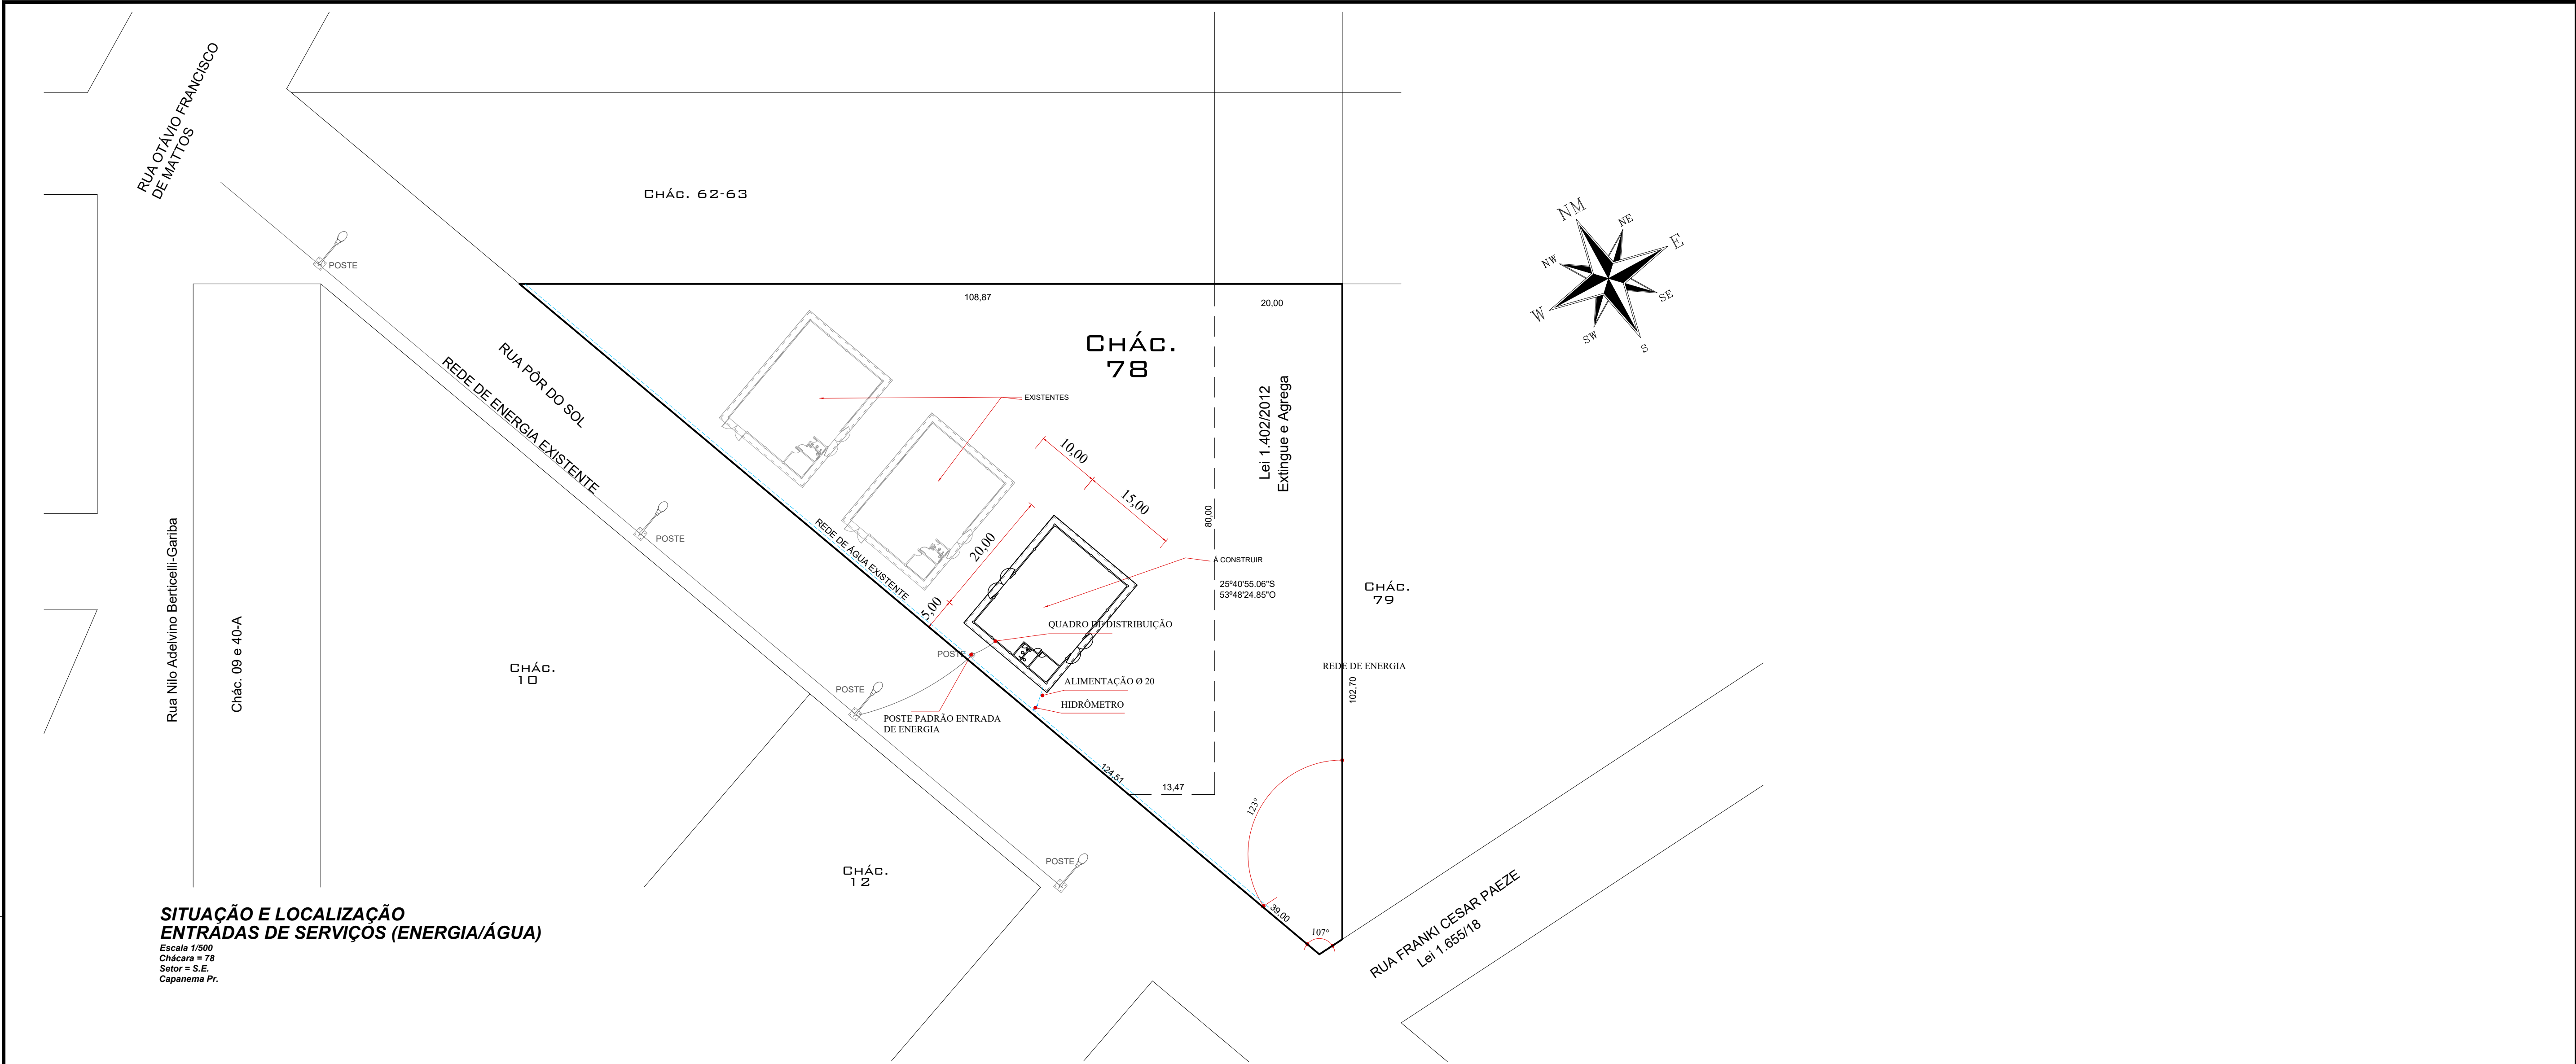 RUA OTÁVIO FRANCISCO
DE MATTOS
CHÁC. 62-63
NM
NE
E
SE
S
SW
W
NW
POSTE
108,87
20,00
CHÁC.
78
RUA PÔR DO SOL
REDE DE ENERGIA EXISTENTE
EXISTENTES
Lei 1.402/2012
Extingue e Agrega
10,00
15,00
80,00
20,00
5,00
REDE DE ÁGUA EXISTENTE
POSTE
Á CONSTRUIR
25°40'55.06"S
53°48'24.85"O
CHÁC.
79
QUADRO DE DISTRIBUIÇÃO
POSTE
REDE DE ENERGIA
102,70
ALIMENTAÇÃO Ø 20
HIDRÔMETRO
POSTE
POSTE PADRÃO ENTRADA
DE ENERGIA
Rua Nilo Adelvino Berticelli-Gariba
Chác. 09 e 40-A
CHÁC.
10
124,51
13,47
123°
CHÁC.
12
POSTE
39,00
107°
RUA FRANKI CESAR PAEZE
Lei 1.655/18
SITUAÇÃO E LOCALIZAÇÃO
ENTRADAS DE SERVIÇOS (ENERGIA/ÁGUA)
Escala 1/500
Chácara = 78
Setor = S.E.
Capanema Pr.